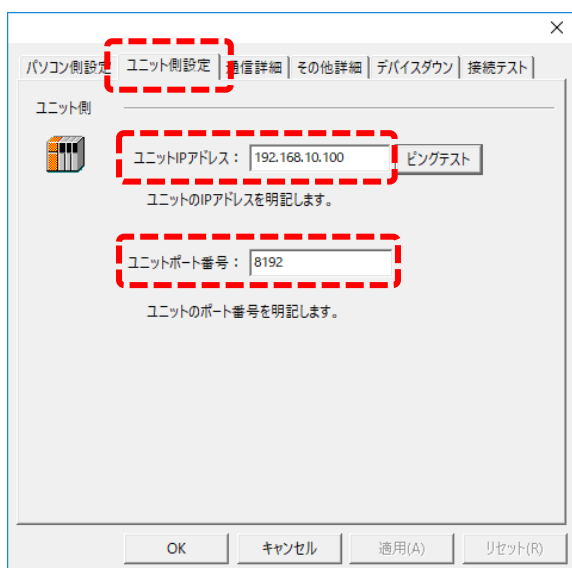 パソコン側設定 ユニット側設定 通信詳細 その他詳細 デバイスダウン 接続テスト
ユニット側
ユニットIPアドレス： 192.168.10.100 ピングテスト
ユニットのIPアドレスを明記します。
ユニットポート番号： 8192
ユニットのポート番号を明記します。
OK キャンセル 適用(A) リセット(R)